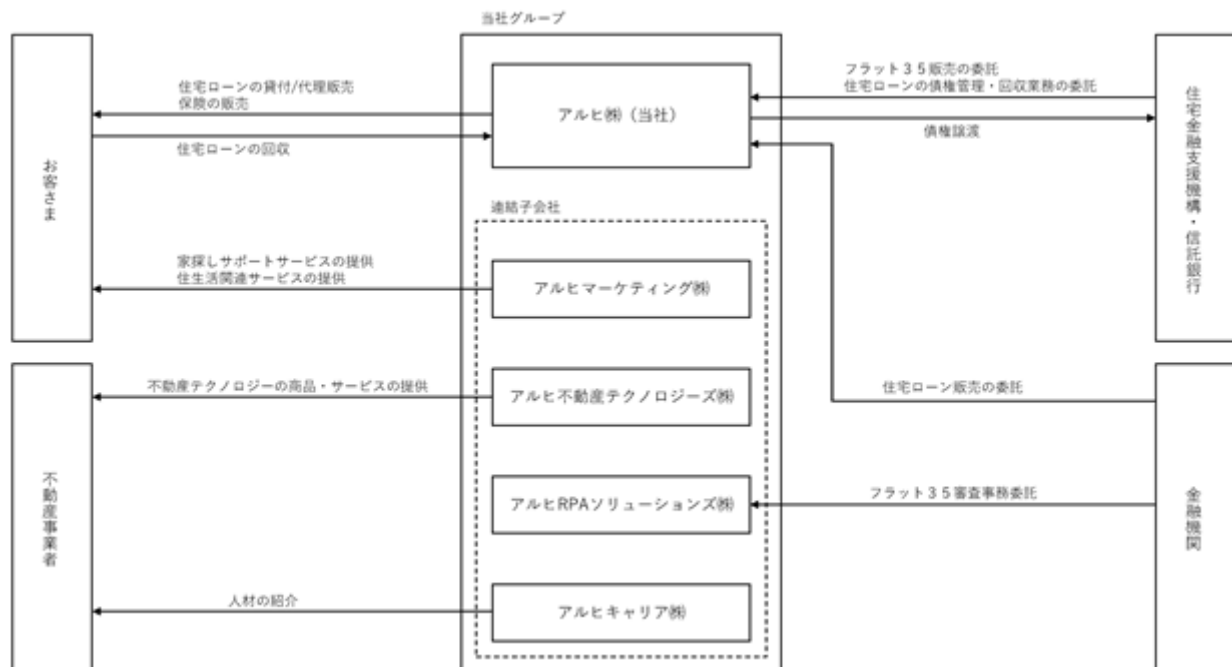 当社グループ
住宅ローンの貸付/代理販売
保険の販売
住宅ローンの回収
お客さま
アルヒ㈱（当社）
フラット３５販売の委託
住宅ローンの債権管理・回収業務の委託
債権譲渡
住宅金融支援機構・信託銀行
連結子会社
家探しサポートサービスの提供
住生活関連サービスの提供
アルヒマーケティング㈱
不動産テクノロジーの商品・サービスの提供
アルヒ不動産テクノロジーズ㈱
住宅ローン販売の委託
不動産事業者
アルヒRPAソリューションズ㈱
フラット３５審査事務委託
金融機関
人材の紹介
アルヒキャリア㈱